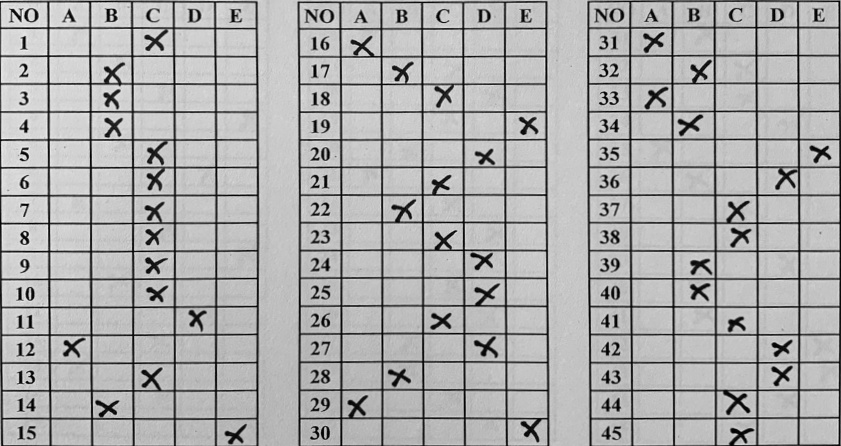 NO A B C D E
1 X
2 X
3 X
4 X
5 X
6 X
7 X
8 X
9 X
10 X
11 X
12 X
13 X
14 X
15 X
NO A B C D E
16 X
17 X
18 X
19 X
20 X
21 X
22 X
23 X
24 X
25 X
26 X
27 X
28 X
29 X
30 X
NO A B C D E
31 X
32 X
33 X
34 X
35 X
36 X
37 X
38 X
39 X
40 X
41 X
42 X
43 X
44 X
45 X